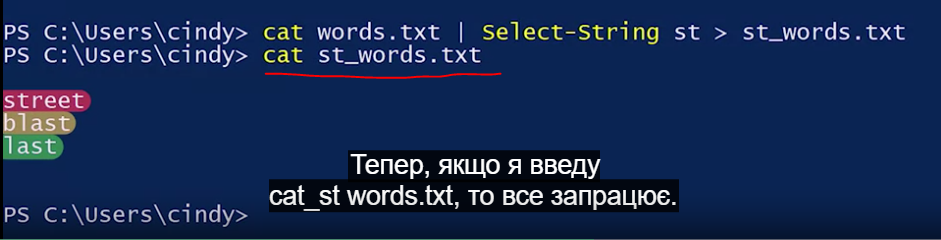 PS C:\Users\cindy> cat words.txt | Select-String st > st_words.txt
PS C:\Users\cindy> cat st_words.txt
street
blast
last
Тепер, якщо я введу
cat_st words.txt, то все запрацює.
PS C:\Users\cindy>